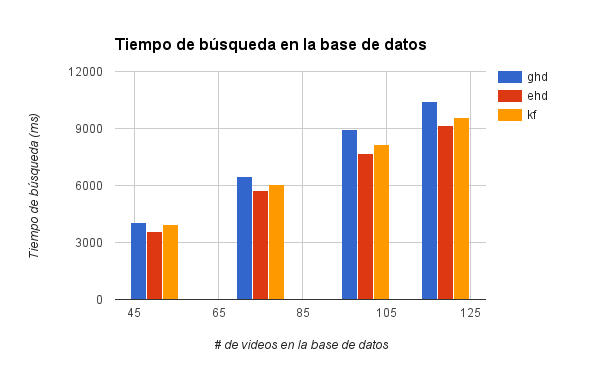 Tiempo de búsqueda en la base de datos
12000
9000
6000
3000
0
Tiempo de búsqueda (ms)
45
65
85
105
125
# de videos en la base de datos
ghd
ehd
kf